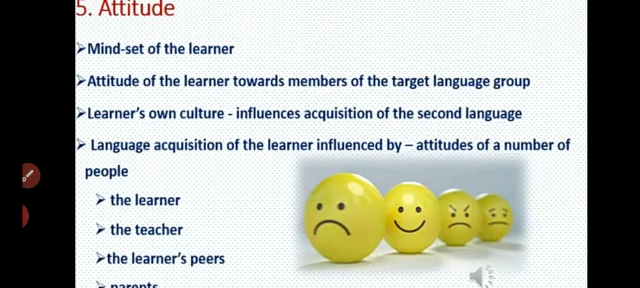 5. Attitude
➢Mind-set of the learner
➢Attitude of the learner towards members of the target language group
➢Learner's own culture - influences acquisition of the second language
➢ Language acquisition of the learner influenced by – attitudes of a number of
people
➢ the learner
➢ the teacher
➢the learner's peers
➢ parents